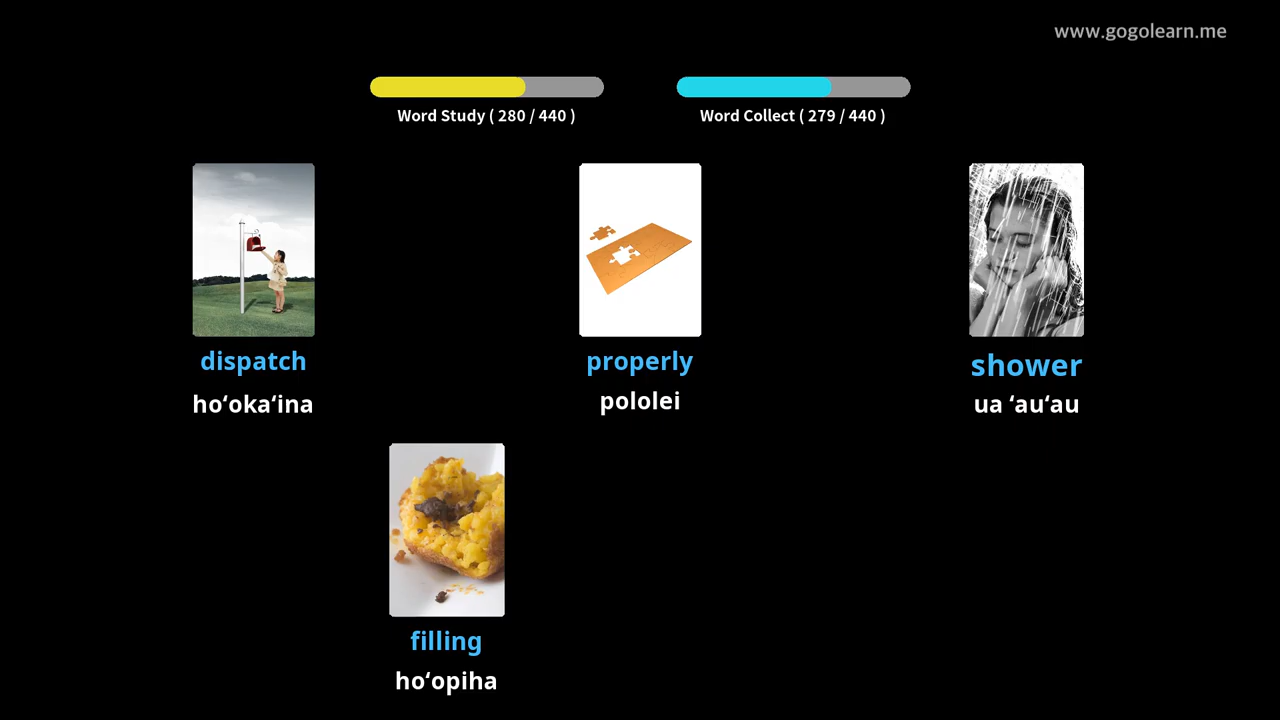 www.gogolearn.me
Word Study ( 280 / 440 )
Word Collect ( 279 / 440 )
dispatch
hoʻokaʻina
properly
pololei
shower
ua ʻauʻau
filling
hoʻopiha